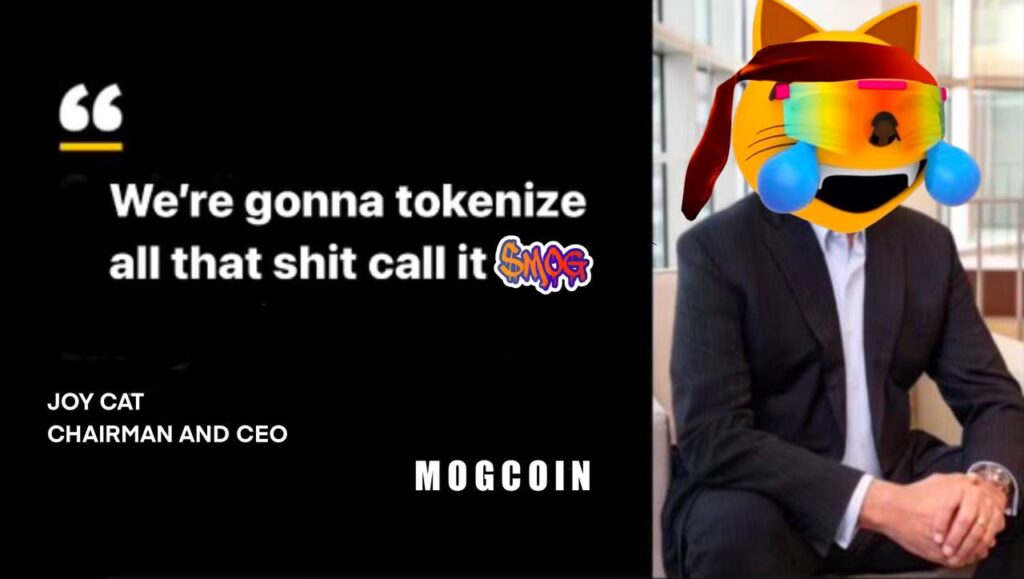 “
We’re gonna tokenize
all that shit call it $MOG
JOY CAT
CHAIRMAN AND CEO
MOGCOIN